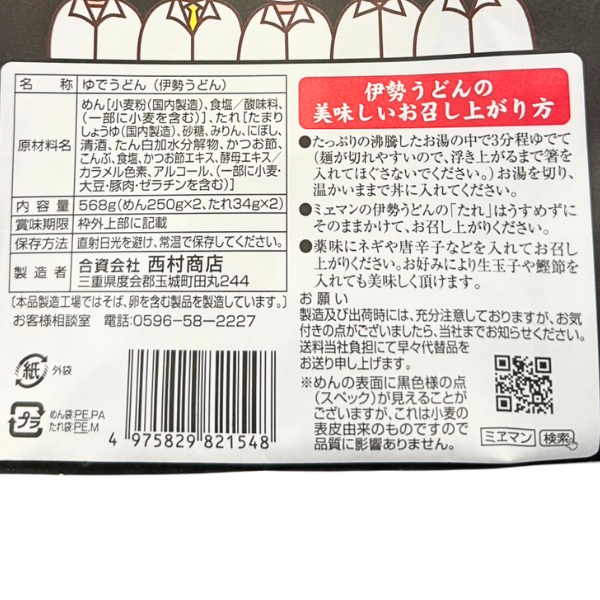 名　称　ゆでうどん（伊勢うどん）
原材料名
めん［小麦粉（国内製造）、食塩／酸味料、
（一部に小麦を含む）］、たれ［たまり
しょうゆ（国内製造）、砂糖、みりん、にぼし、
清酒、たん白加水分解物、かつお節、
こんぶ、食塩、かつお節エキス、酵母エキス／
カラメル色素、アルコール、（一部に小麦・
大豆・豚肉・ゼラチンを含む）］
内容量　568g（めん250g×2、たれ34g×2）
賞味期限　枠外上部に記載
保存方法　直射日光を避け、常温で保存してください。
製造者　合資会社 西村商店
三重県度会郡玉城町田丸244
〔本品製造工場ではそば、卵を含む製品を製造しています。〕
お客様相談室　電話：0596-58-2227
紙　外袋
プラ　めん袋:PE,PA
たれ袋:PE,M
4 975829 821548
伊勢うどんの
美味しいお召し上がり方
●たっぷりの沸騰したお湯の中で3分程ゆでて
（麺が切れやすいので、浮き上がるまで箸を
入れてほぐさないでください。）お湯を切り、
温かいままで丼に入れてください。
●ミヱマンの伊勢うどんの「たれ」はうすめずに
そのままかけて、お召し上がりください。
●薬味にネギや唐辛子などを入れてお召し
上がりください。お好みにより生玉子や鰹節を
入れても美味しく頂けます。
お願い
製造及び出荷時には、充分注意しておりますが、お気
付きの点がございましたら、当社までお知らせください。
送料当社負担にて早々代替品を
お送り申し上げます。
※めんの表面に黒色様の点
（スペック）が見えることが
ございますが、これは小麦の
表皮由来のものですので
品質に影響ありません。
ミヱマン　検索